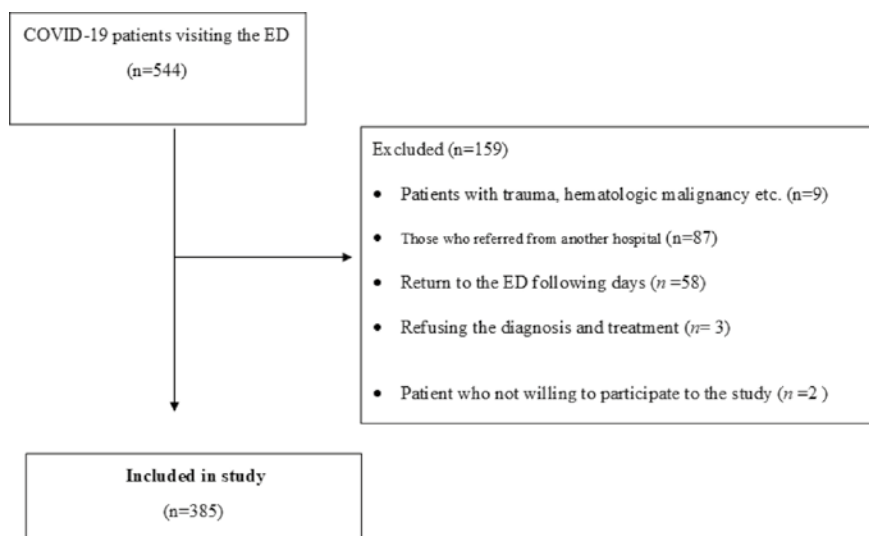 COVID-19 patients visiting the ED
(n=544)
Excluded (n=159)
• Patients with trauma, hematologic malignancy etc. (n=9)
• Those who referred from another hospital (n=87)
• Return to the ED following days (n =58)
• Refusing the diagnosis and treatment (n= 3)
• Patient who not willing to participate to the study (n =2 )
Included in study
(n=385)